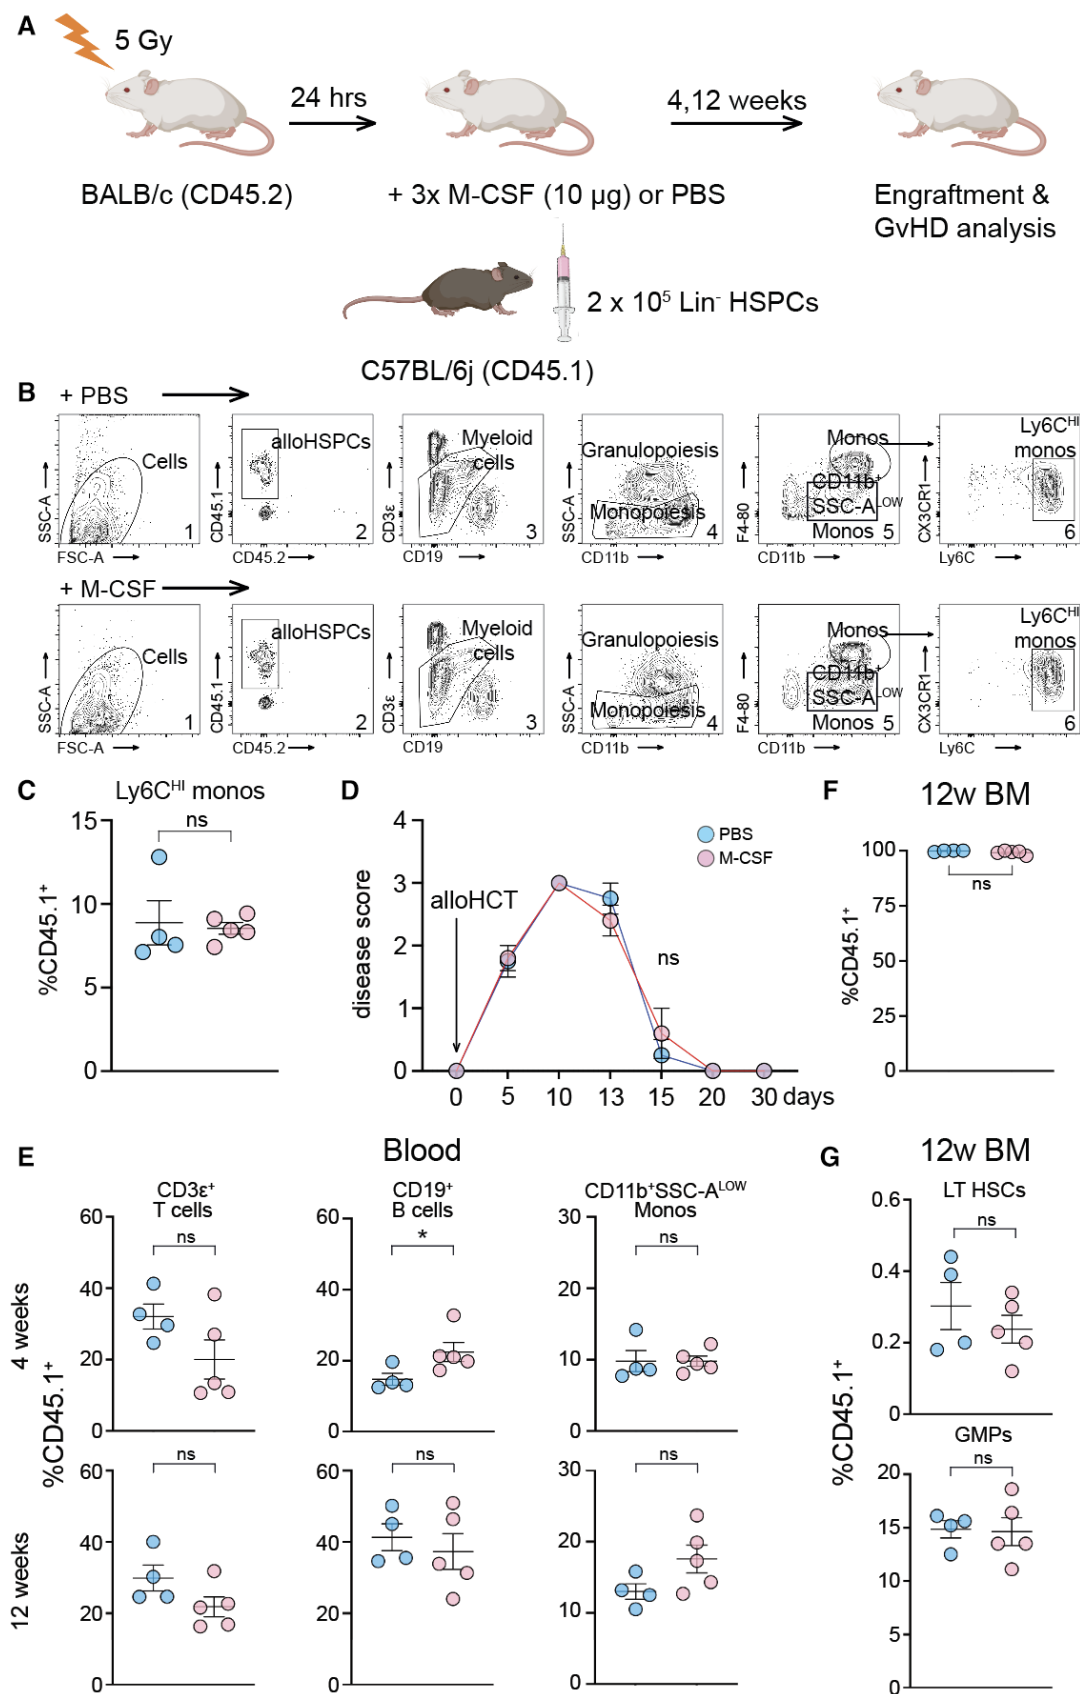 A
5 Gy
24 hrs
4,12 weeks
BALB/c (CD45.2)
+ 3x M-CSF (10 µg) or PBS
Engraftment &
GvHD analysis
2 x 10⁵ Lin⁻ HSPCs
C57BL/6j (CD45.1)
B
+ PBS
SSC-A
Cells
1
FSC-A
CD45.1
alloHSPCs
2
CD45.2
CD3ε
Myeloid
cells
3
CD19
SSC-A
Granulopoiesis
Monopoiesis
4
CD11b
F4-80
Monos
CD11b⁺
SSC-A^LOW
Monos 5
CD11b
CX3CR1
Ly6C^HI
monos
6
Ly6C
+ M-CSF
SSC-A
Cells
1
FSC-A
CD45.1
alloHSPCs
2
CD45.2
CD3ε
Myeloid
cells
3
CD19
SSC-A
Granulopoiesis
Monopoiesis
4
CD11b
F4-80
Monos
CD11b⁺
SSC-A^LOW
Monos 5
CD11b
CX3CR1
Ly6C^HI
monos
6
Ly6C
C
Ly6C^HI monos
%CD45.1⁺
15
10
5
0
ns
D
disease score
4
3
2
1
0
alloHCT
PBS
M-CSF
ns
0 5 10 13 15 20 30 days
F
12w BM
%CD45.1⁺
100
75
50
25
0
ns
E
Blood
%CD45.1⁺
4 weeks
CD3ε⁺
T cells
60
40
20
0
ns
CD19⁺
B cells
60
40
20
0
*
CD11b⁺SSC-A^LOW
Monos
30
20
10
0
ns
12 weeks
60
40
20
0
ns
60
40
20
0
ns
30
20
10
0
ns
G
12w BM
%CD45.1⁺
LT HSCs
0.6
0.4
0.2
0
ns
GMPs
20
15
10
5
0
ns